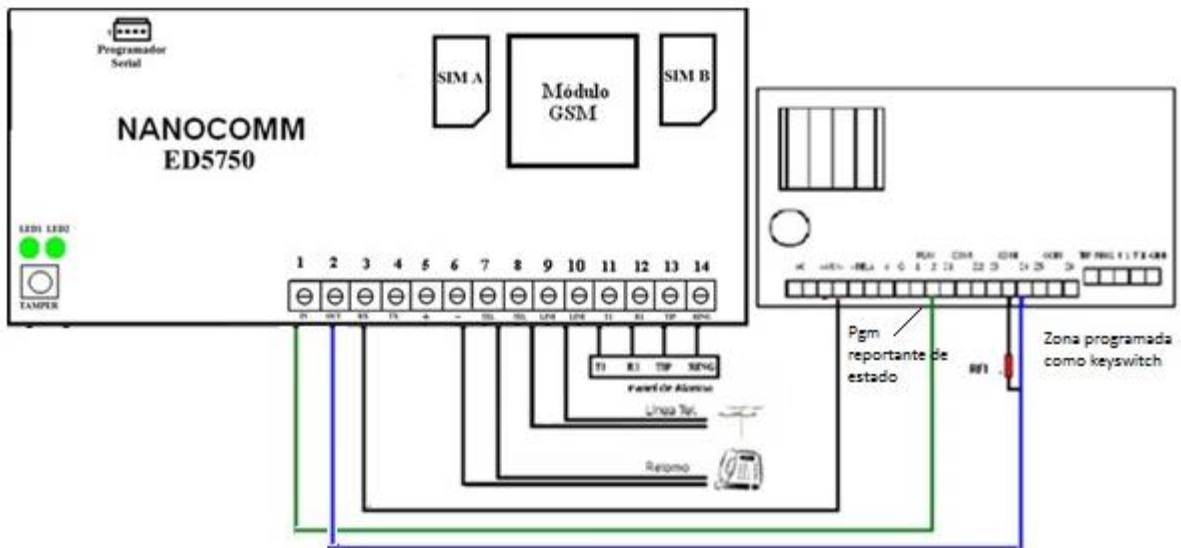 Programador
Serial
NANOCOMM
ED5750
SIM A
Módulo
GSM
SIM B
LED1 LED2
TAMPER
1 2 3 4 5 6 7 8 9 10 11 12 13 14
IN OUT RX TX + - TEL TEL LINE LINE T1 R1 TIP RING
T1 R1 TIP RING
Panel de Alarma
Línea Tel.
Retorno
Pgm
reportante de
estado
Zona programada
como keyswitch